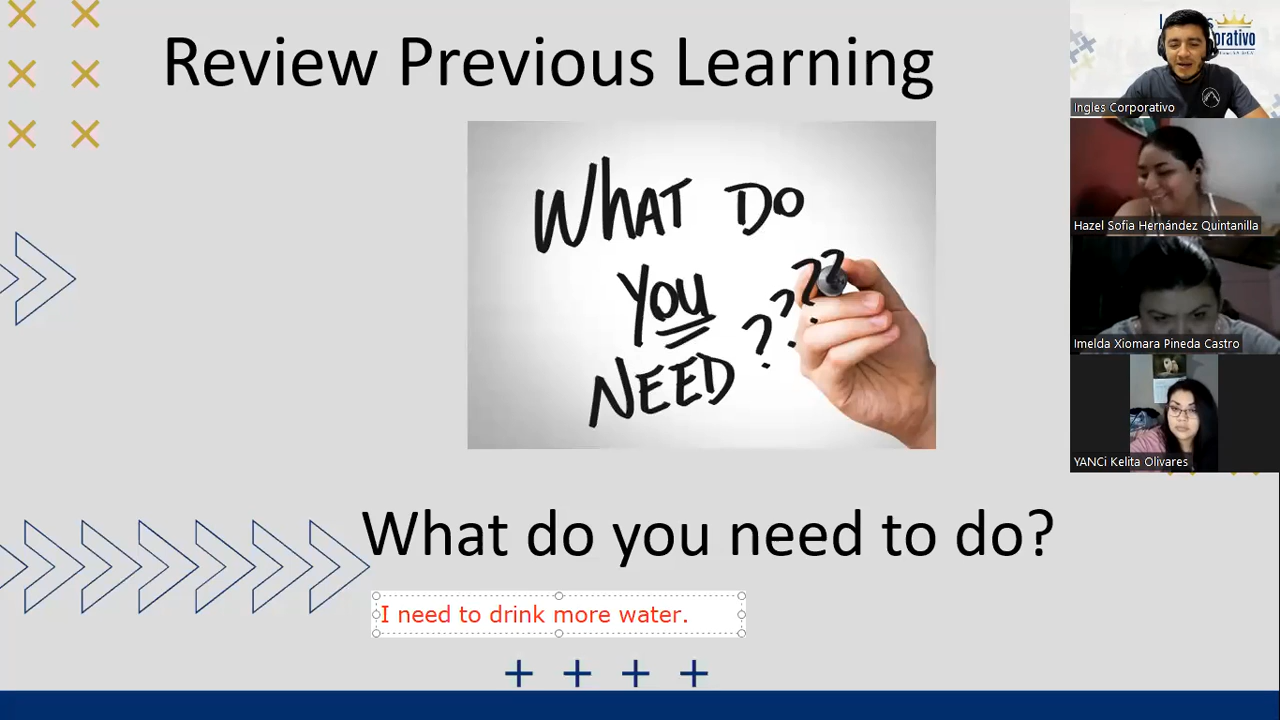 Review Previous Learning
WhAT DO
YOU
NEED ????
What do you need to do?
I need to drink more water.
Ingles Corporativo
Hazel Sofia Hernández Quintanilla
Imelda Xiomara Pineda Castro
YANCi Kelita Olivares